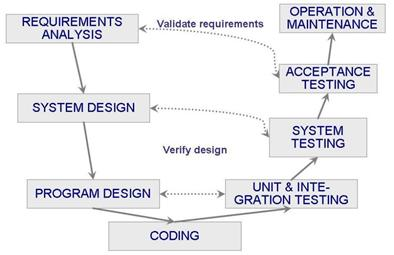 REQUIREMENTS
ANALYSIS
Validate requirements
OPERATION &
MAINTENANCE
ACCEPTANCE
TESTING
SYSTEM DESIGN
SYSTEM
TESTING
Verify design
PROGRAM DESIGN
UNIT & INTE-
GRATION TESTING
CODING